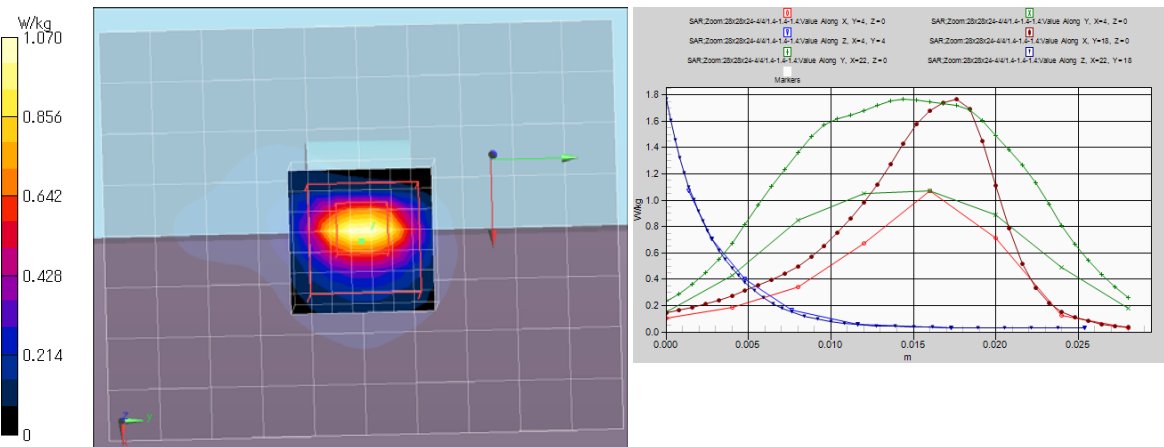 W/kg
1.070
0.856
0.642
0.428
0.214
0
z
y
SAR;Zoom:28x28x24-4/4/1.4-1.4-1.4:Value Along X, Y=4, Z=0
SAR;Zoom:28x28x24-4/4/1.4-1.4-1.4:Value Along Y, X=4, Z=0
SAR;Zoom:28x28x24-4/4/1.4-1.4-1.4:Value Along Z, X=4, Y=4
SAR;Zoom:28x28x24-4/4/1.4-1.4-1.4:Value Along X, Y=18, Z=0
SAR;Zoom:28x28x24-4/4/1.4-1.4-1.4:Value Along Y, X=22, Z=0
SAR;Zoom:28x28x24-4/4/1.4-1.4-1.4:Value Along Z, X=22, Y=18
Markers
1.8
1.6
1.4
1.2
1.0
0.8
0.6
0.4
0.2
0.0
W/kg
0.000
0.005
0.010
0.015
0.020
0.025
m